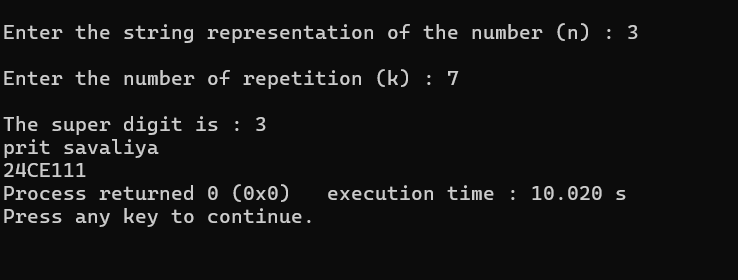 Enter the string representation of the number (n) : 3
Enter the number of repetition (k) : 7
The super digit is : 3
prit savaliya
24CE111
Process returned 0 (0x0)   execution time : 10.020 s
Press any key to continue.